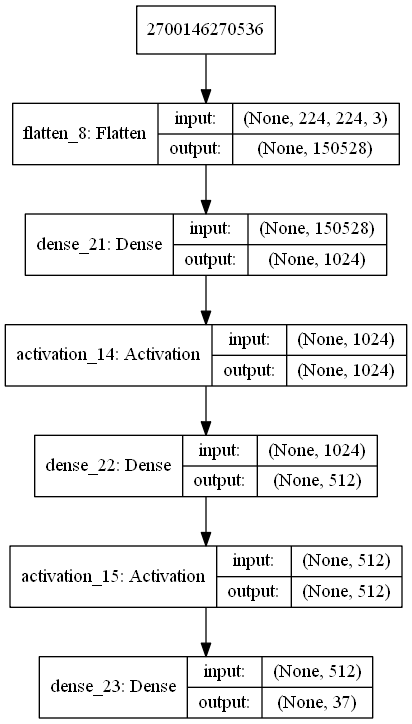 2700146270536
flatten_8: Flatten
input: (None, 224, 224, 3)
output: (None, 150528)
dense_21: Dense
input: (None, 150528)
output: (None, 1024)
activation_14: Activation
input: (None, 1024)
output: (None, 1024)
dense_22: Dense
input: (None, 1024)
output: (None, 512)
activation_15: Activation
input: (None, 512)
output: (None, 512)
dense_23: Dense
input: (None, 512)
output: (None, 37)